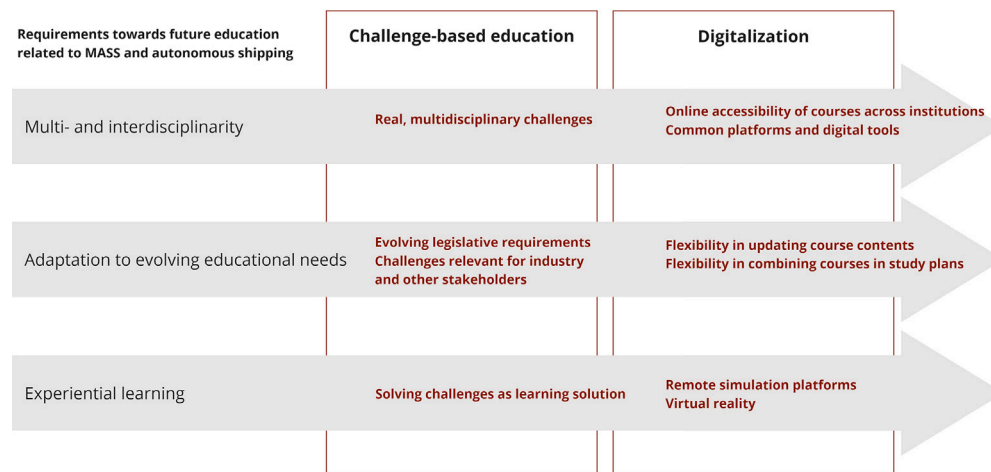 Requirements towards future education
related to MASS and autonomous shipping
Challenge-based education
Digitalization
Multi- and interdisciplinarity
Real, multidisciplinary challenges
Online accessibility of courses across institutions
Common platforms and digital tools
Adaptation to evolving educational needs
Evolving legislative requirements
Challenges relevant for industry
and other stakeholders
Flexibility in updating course contents
Flexibility in combining courses in study plans
Experiential learning
Solving challenges as learning solution
Remote simulation platforms
Virtual reality